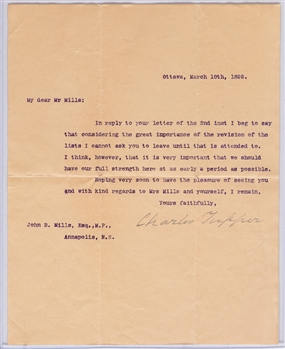 Ottawa, March 10th, 1892.
My dear Mr Mills:
In reply to your letter of the 2nd inst I beg to say
that considering the great importance of the revision of the
lists I cannot ask you to leave until that is attended to.
I think, however, that it is very important that we should
have our full strength here at as early a period as possible.
Hoping very soon to have the pleasure of seeing you
and with kind regards to Mrs Mills and yourself, I remain,
Yours faithfully,
Charles Tupper
John B. Mills, Esq.,M.P.,
Annapolis, N.S.